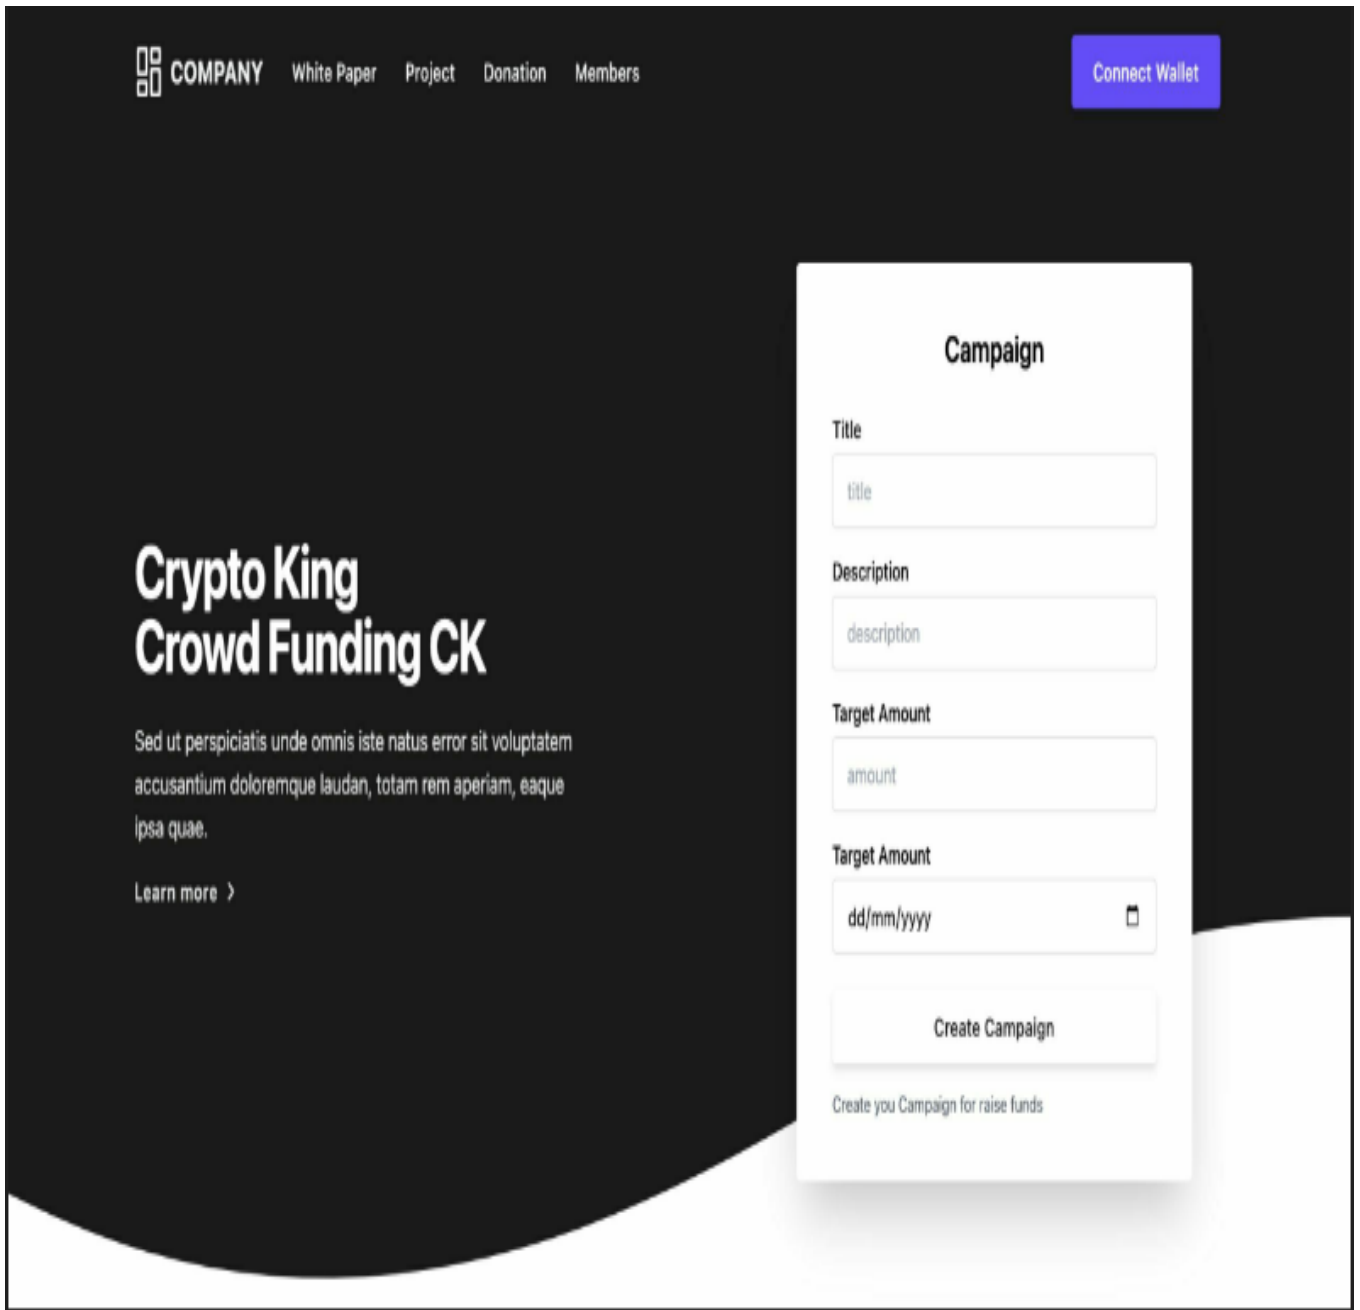 COMPANY White Paper Project Donation Members Connect Wallet
Crypto King
Crowd Funding CK
Sed ut perspiciatis unde omnis iste natus error sit voluptatem
accusantium doloremque laudan, totam rem aperiam, eaque
ipsa quae.
Learn more
Campaign
Title
title
Description
description
Target Amount
amount
Target Amount
dd/mm/yyyy
Create Campaign
Create you Campaign for raise funds